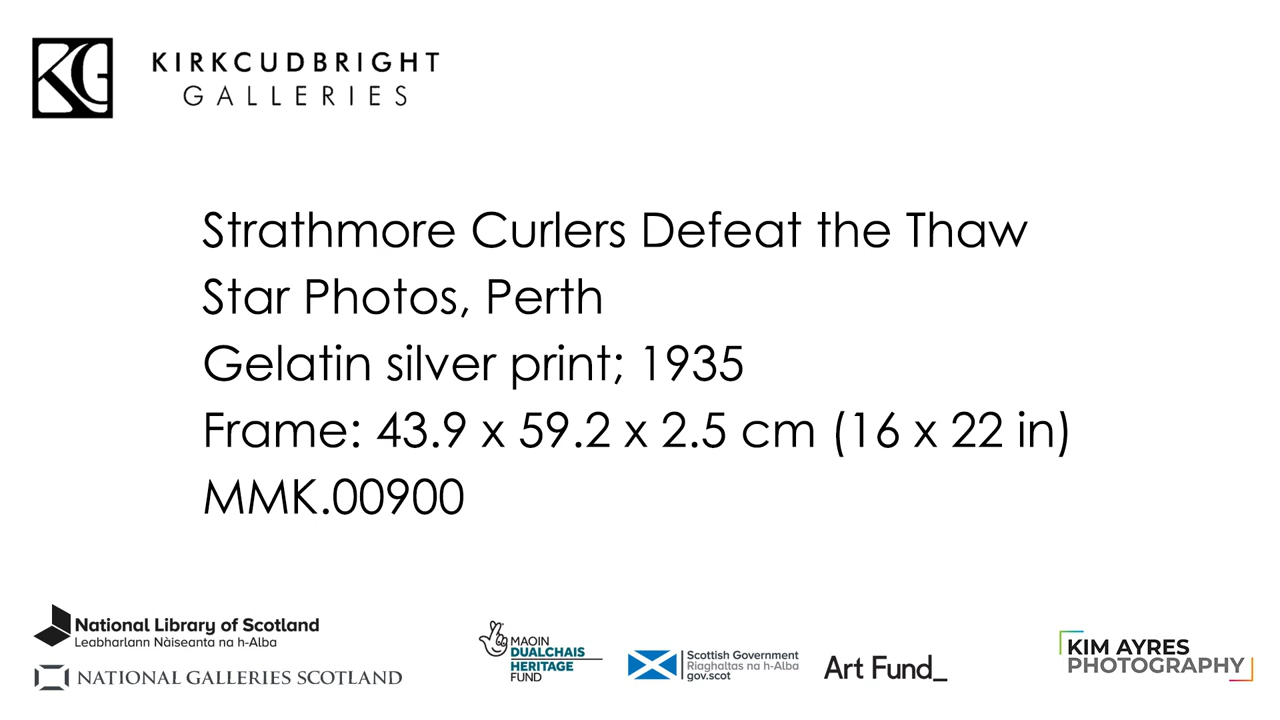 KG
KIRKCUDBRIGHT
GALLERIES
Strathmore Curlers Defeat the Thaw
Star Photos, Perth
Gelatin silver print; 1935
Frame: 43.9 x 59.2 x 2.5 cm (16 x 22 in)
MMK.00900
National Library of Scotland
Leabharlann Nàiseanta na h-Alba
NATIONAL GALLERIES SCOTLAND
MAOIN
DUALCHAIS
HERITAGE
FUND
Scottish Government
Riaghaltas na h-Alba
gov.scot
Art Fund_
KIM AYRES
PHOTOGRAPHY